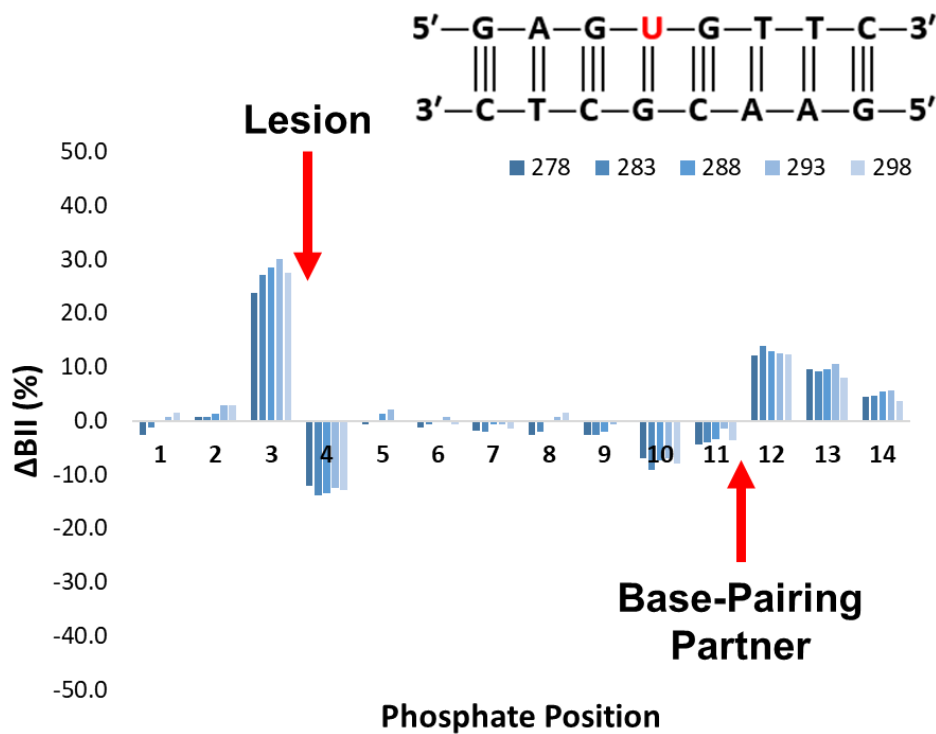 5′–G–A–G–U–G–T–T–C–3′
3′–C–T–C–G–C–A–A–G–5′
Lesion
278 283 288 293 298
50.0
40.0
30.0
20.0
10.0
0.0
-10.0
-20.0
-30.0
-40.0
-50.0
ΔBII (%)
1 2 3 4 5 6 7 8 9 10 11 12 13 14
Base-Pairing
Partner
Phosphate Position